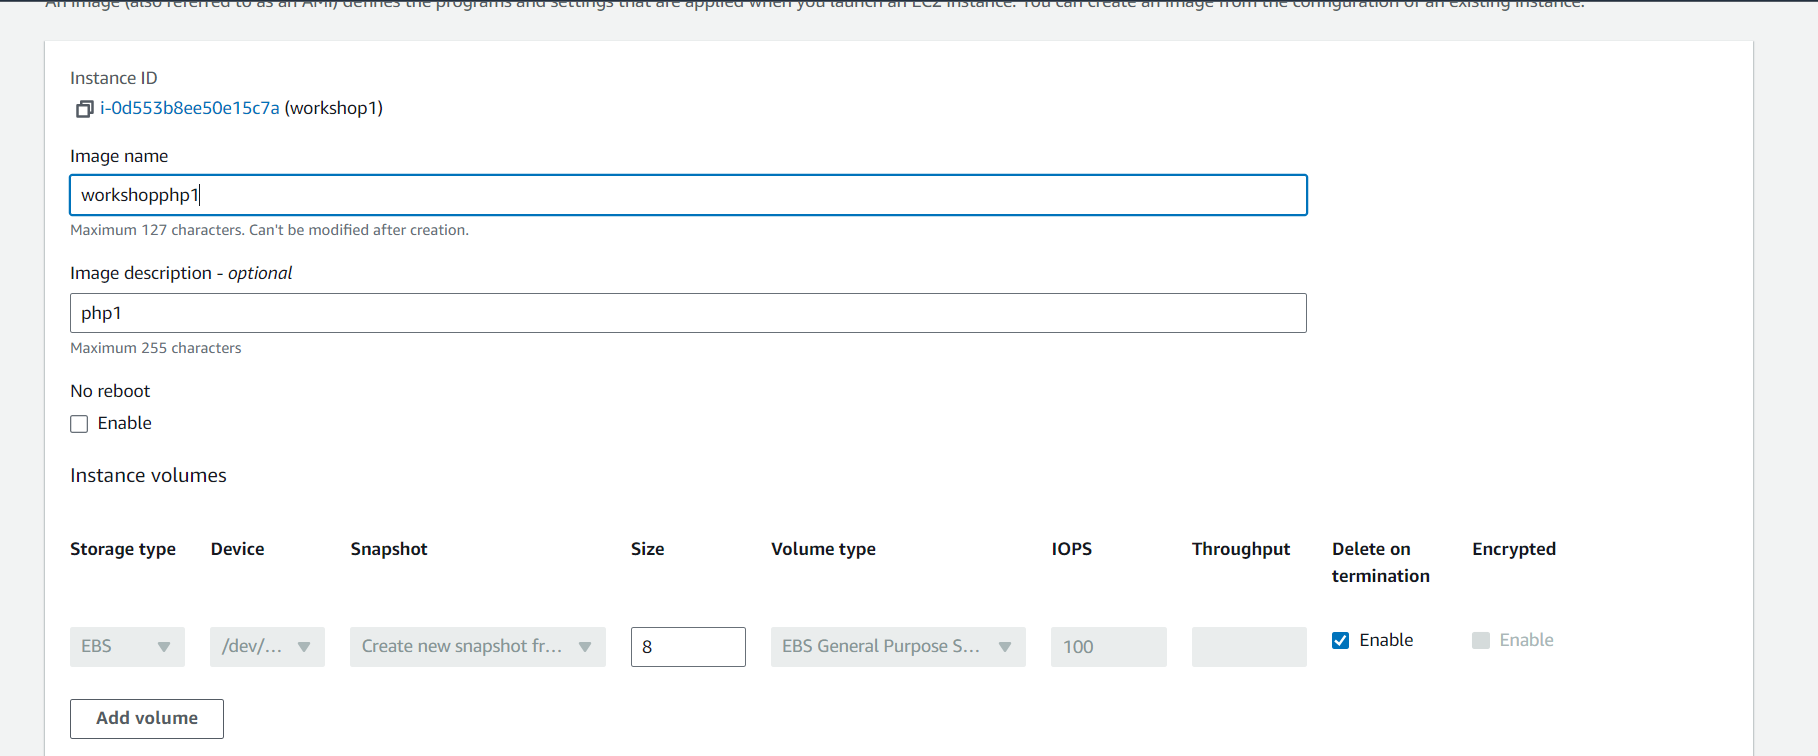 An image (also referred to as an AMI) defines the programs and settings that are applied when you launch an EC2 instance. You can create an image from the configuration of an existing instance.
Instance ID
i-0d553b8ee50e15c7a (workshop1)
Image name
workshopphp1
Maximum 127 characters. Can't be modified after creation.
Image description - optional
php1
Maximum 255 characters
No reboot
Enable
Instance volumes
Storage type Device Snapshot Size Volume type IOPS Throughput Delete on termination Encrypted
EBS /dev/... Create new snapshot fr... 8 EBS General Purpose S... 100 Enable Enable
Add volume